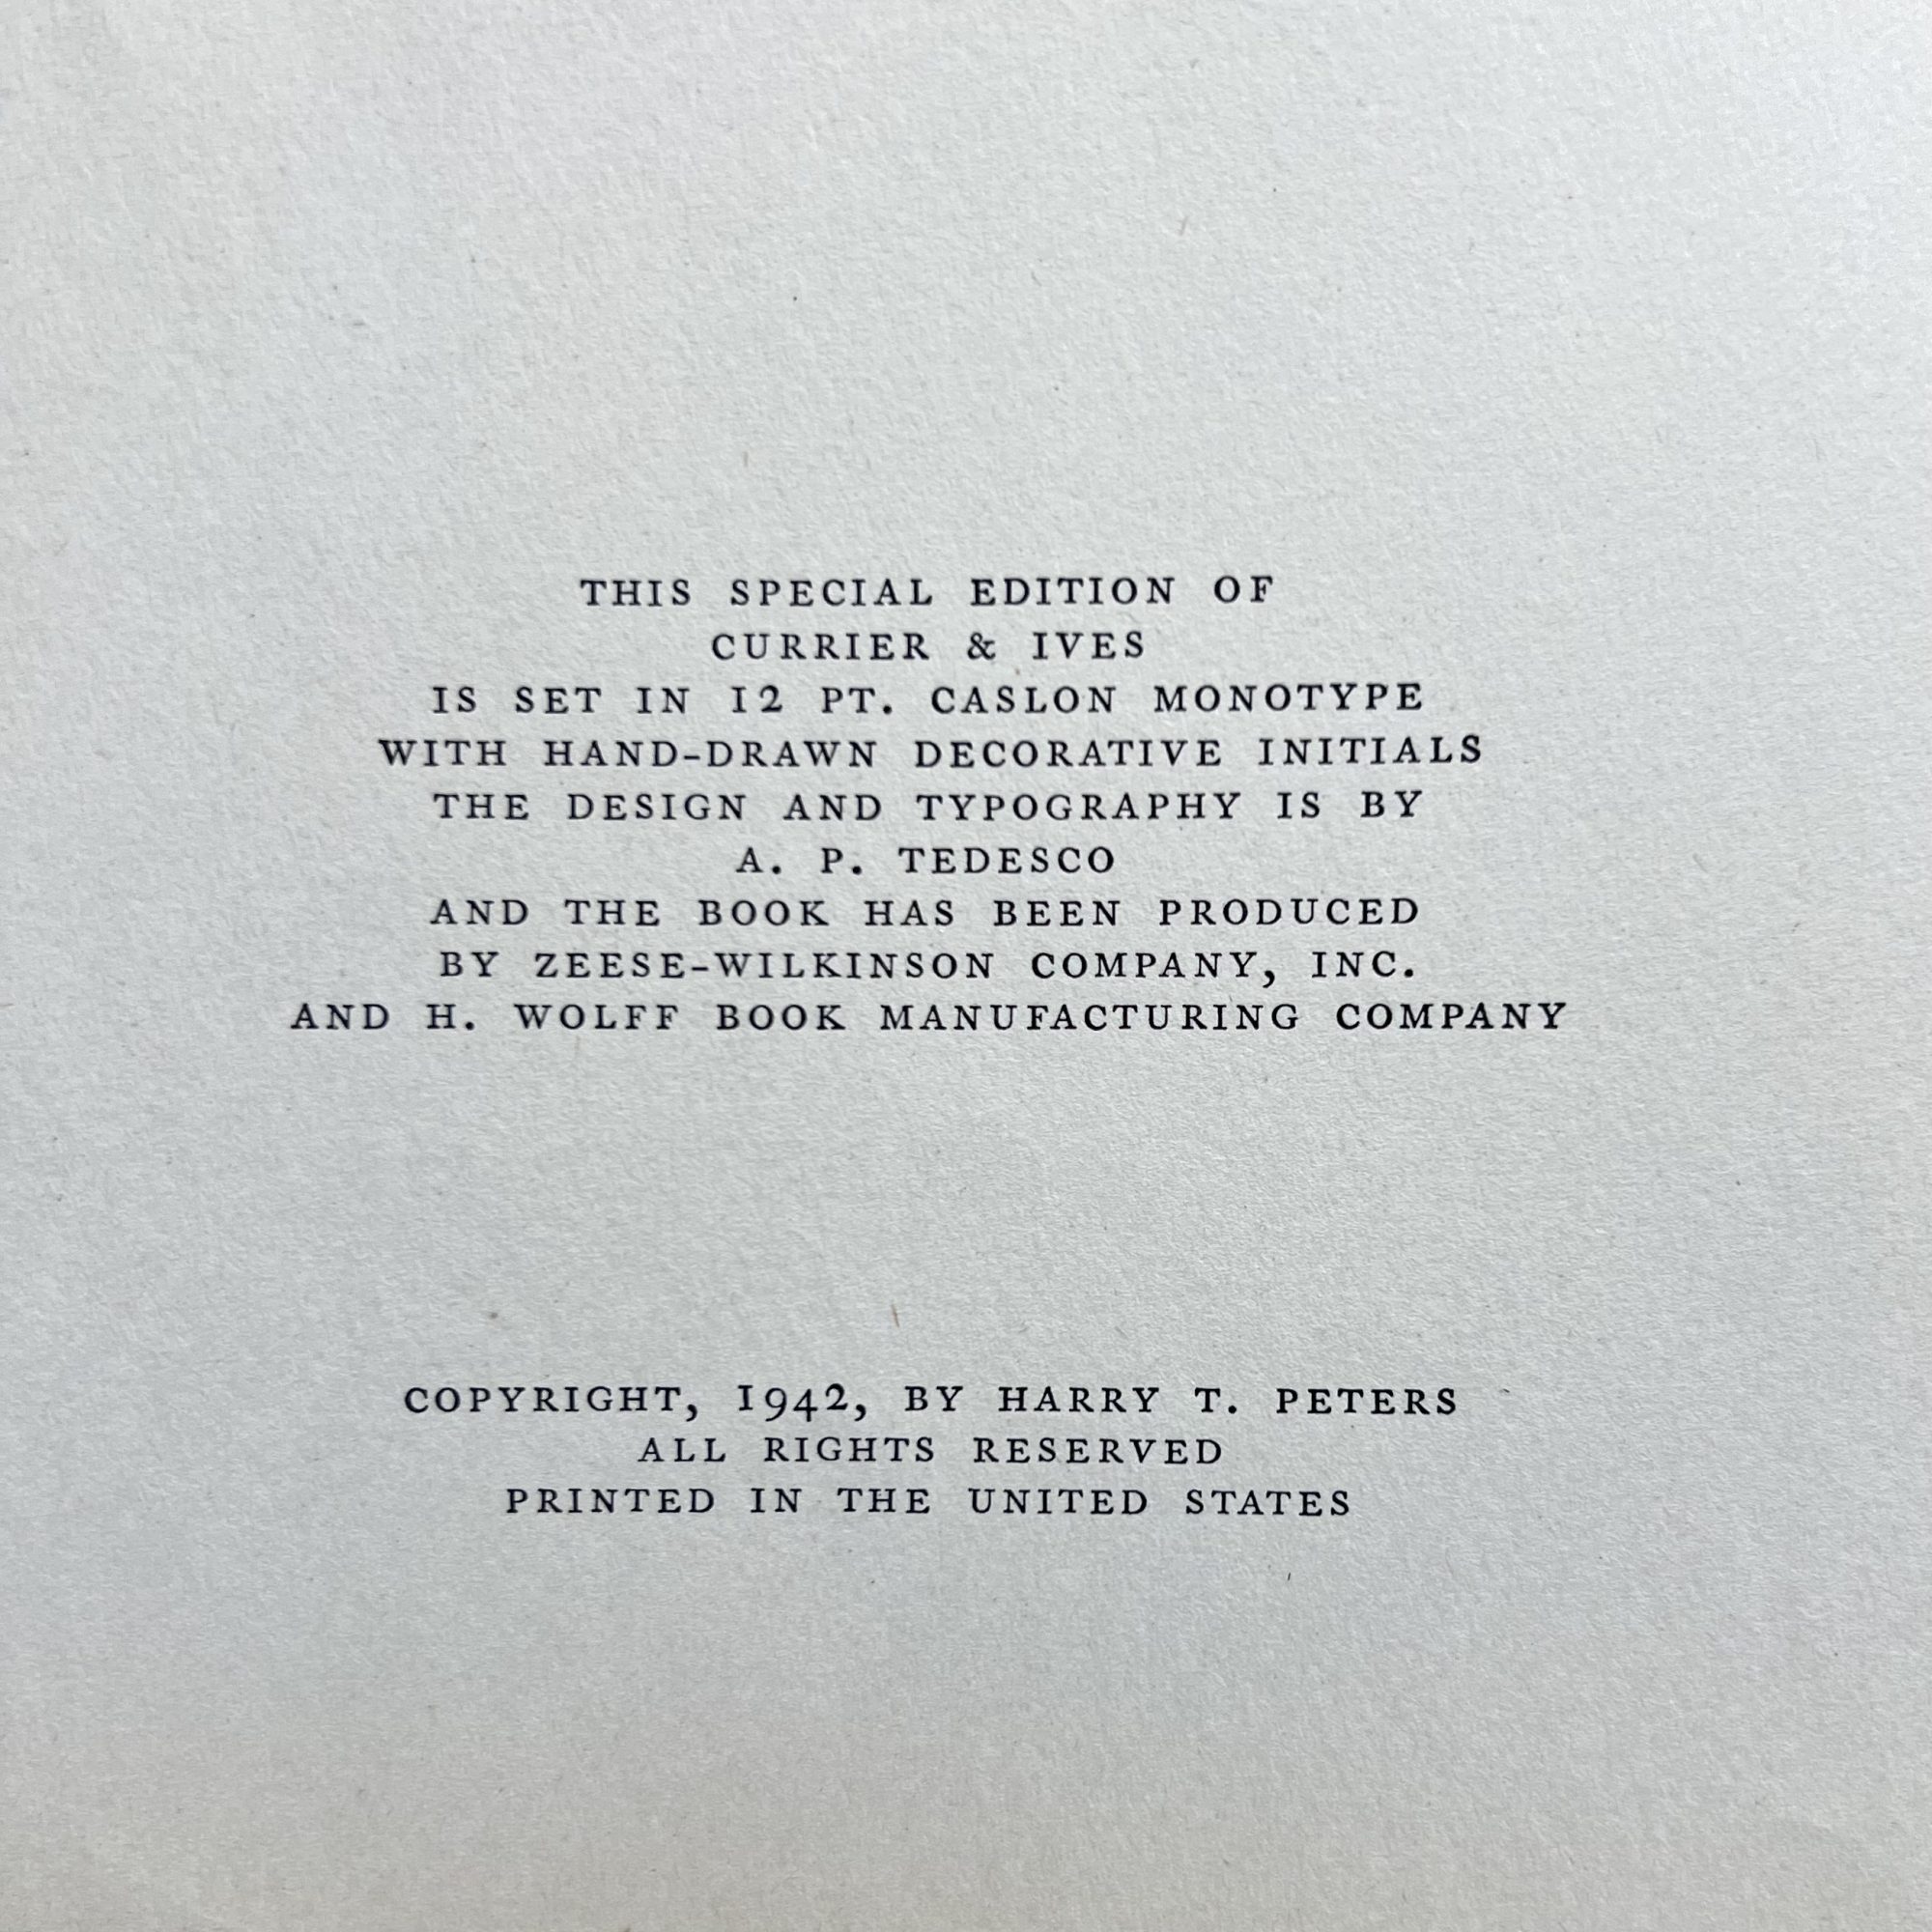 THIS SPECIAL EDITION OF
CURRIER & IVES
IS SET IN 12 PT. CASLON MONOTYPE
WITH HAND-DRAWN DECORATIVE INITIALS
THE DESIGN AND TYPOGRAPHY IS BY
A. P. TEDESCO
AND THE BOOK HAS BEEN PRODUCED
BY ZEESE-WILKINSON COMPANY, INC.
AND H. WOLFF BOOK MANUFACTURING COMPANY
COPYRIGHT, 1942, BY HARRY T. PETERS
ALL RIGHTS RESERVED
PRINTED IN THE UNITED STATES